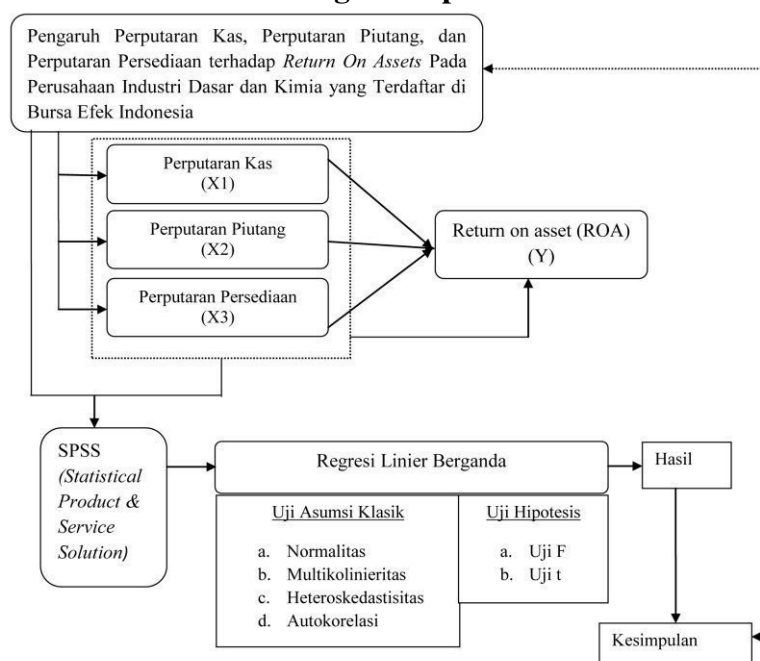 Pengaruh Perputaran Kas, Perputaran Piutang, dan
Perputaran Persediaan terhadap Return On Assets Pada
Perusahaan Industri Dasar dan Kimia yang Terdaftar di
Bursa Efek Indonesia
Perputaran Kas
(X1)
Perputaran Piutang
(X2)
Perputaran Persediaan
(X3)
Return on asset (ROA)
(Y)
SPSS
(Statistical
Product &
Service
Solution)
Regresi Linier Berganda
Uji Asumsi Klasik
a. Normalitas
b. Multikolinieritas
c. Heteroskedastisitas
d. Autokorelasi
Uji Hipotesis
a. Uji F
b. Uji t
Hasil
Kesimpulan